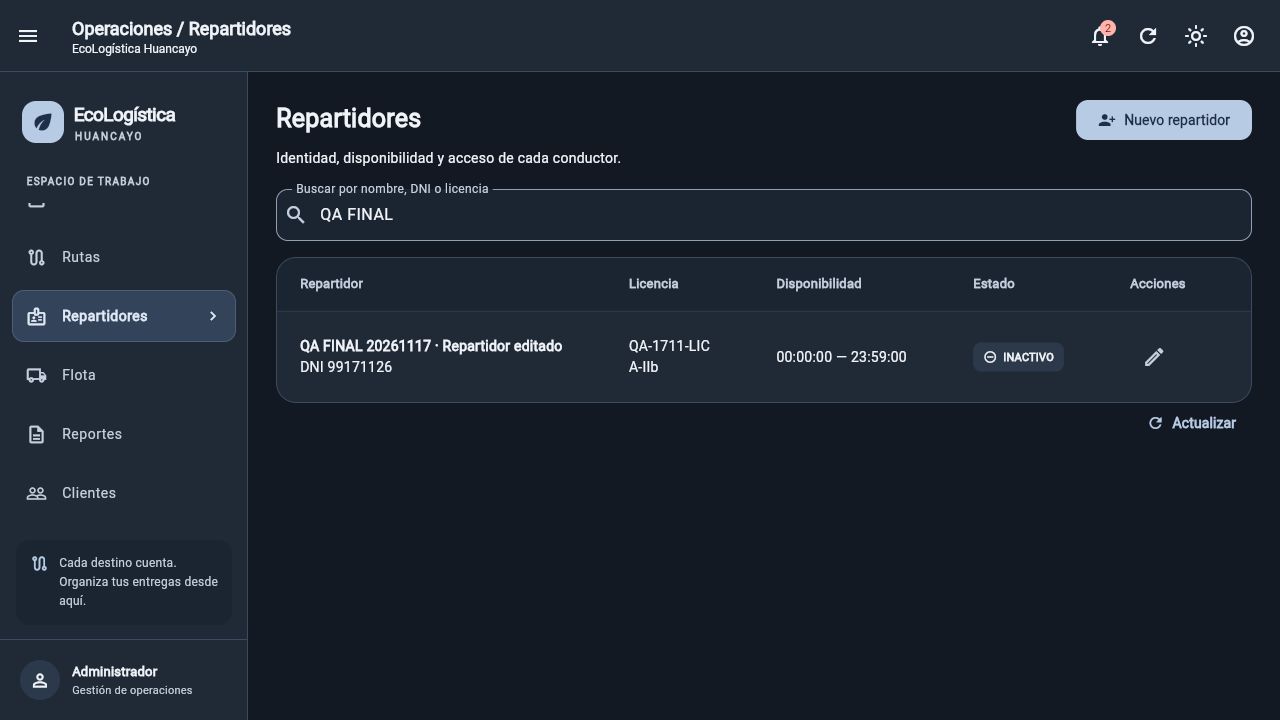 Operaciones / Repartidores
EcoLogística Huancayo
2
EcoLogística
HUANCAYO
ESPACIO DE TRABAJO
Rutas
Repartidores
Flota
Reportes
Clientes
Cada destino cuenta.
Organiza tus entregas desde
aquí.
Administrador
Gestión de operaciones
Repartidores
Nuevo repartidor
Identidad, disponibilidad y acceso de cada conductor.
Buscar por nombre, DNI o licencia
QA FINAL
Repartidor Licencia Disponibilidad Estado Acciones
QA FINAL 20261117 · Repartidor editado
DNI 99171126
QA-1711-LIC
A-IIb
00:00:00 — 23:59:00
INACTIVO
Actualizar